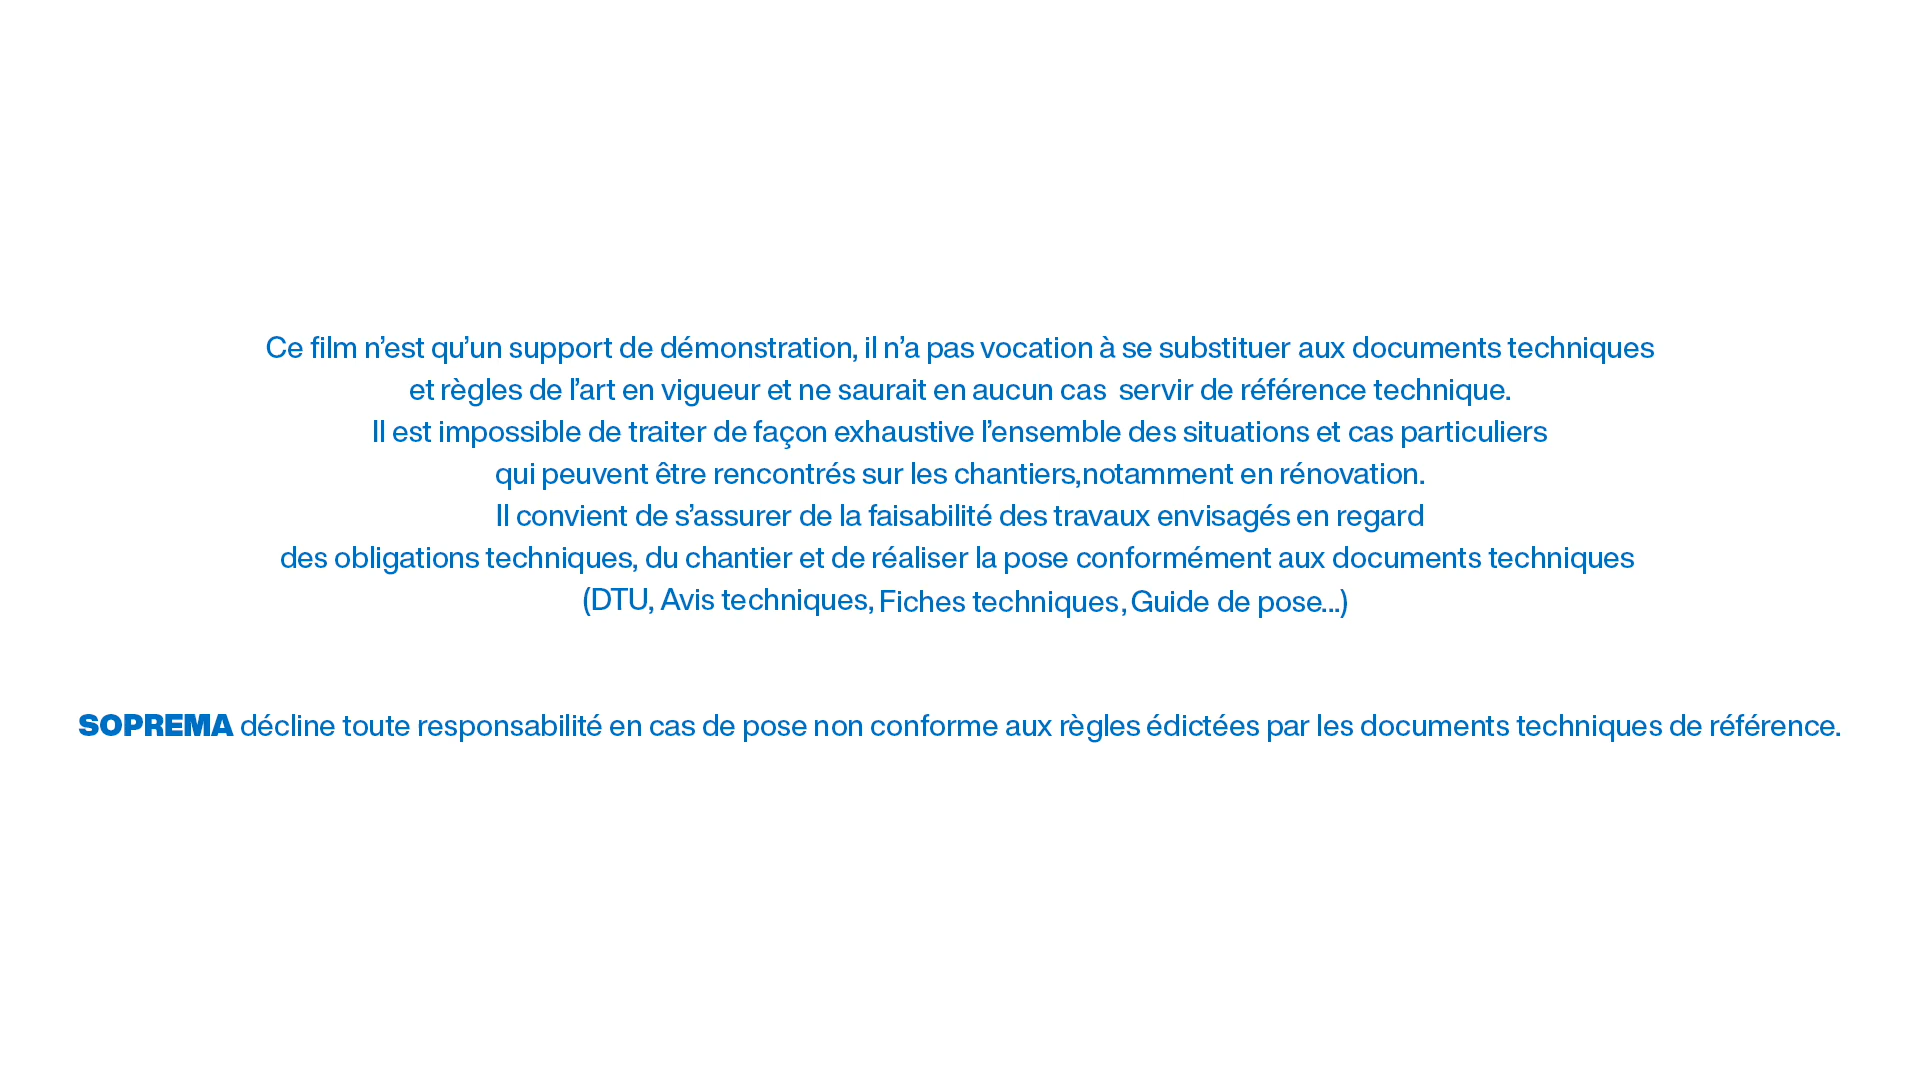 Ce film n’est qu’un support de démonstration, il n’a pas vocation à se substituer aux documents techniques
et règles de l’art en vigueur et ne saurait en aucun cas  servir de référence technique.
Il est impossible de traiter de façon exhaustive l’ensemble des situations et cas particuliers
qui peuvent être rencontrés sur les chantiers,notamment en rénovation.
Il convient de s’assurer de la faisabilité des travaux envisagés en regard
des obligations techniques, du chantier et de réaliser la pose conformément aux documents techniques
(DTU, Avis techniques, Fiches techniques, Guide de pose...)
SOPREMA décline toute responsabilité en cas de pose non conforme aux règles édictées par les documents techniques de référence.